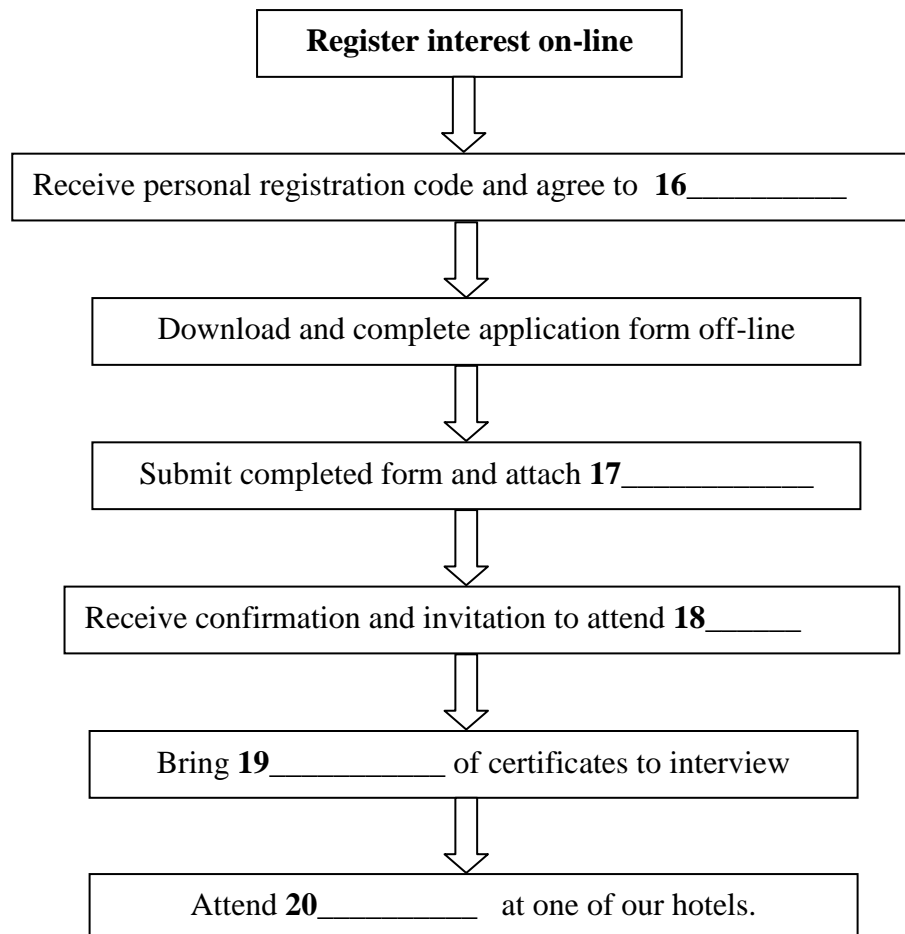 Register interest on-line
Receive personal registration code and agree to 16__________
Download and complete application form off-line
Submit completed form and attach 17____________
Receive confirmation and invitation to attend 18______
Bring 19___________ of certificates to interview
Attend 20__________ at one of our hotels.